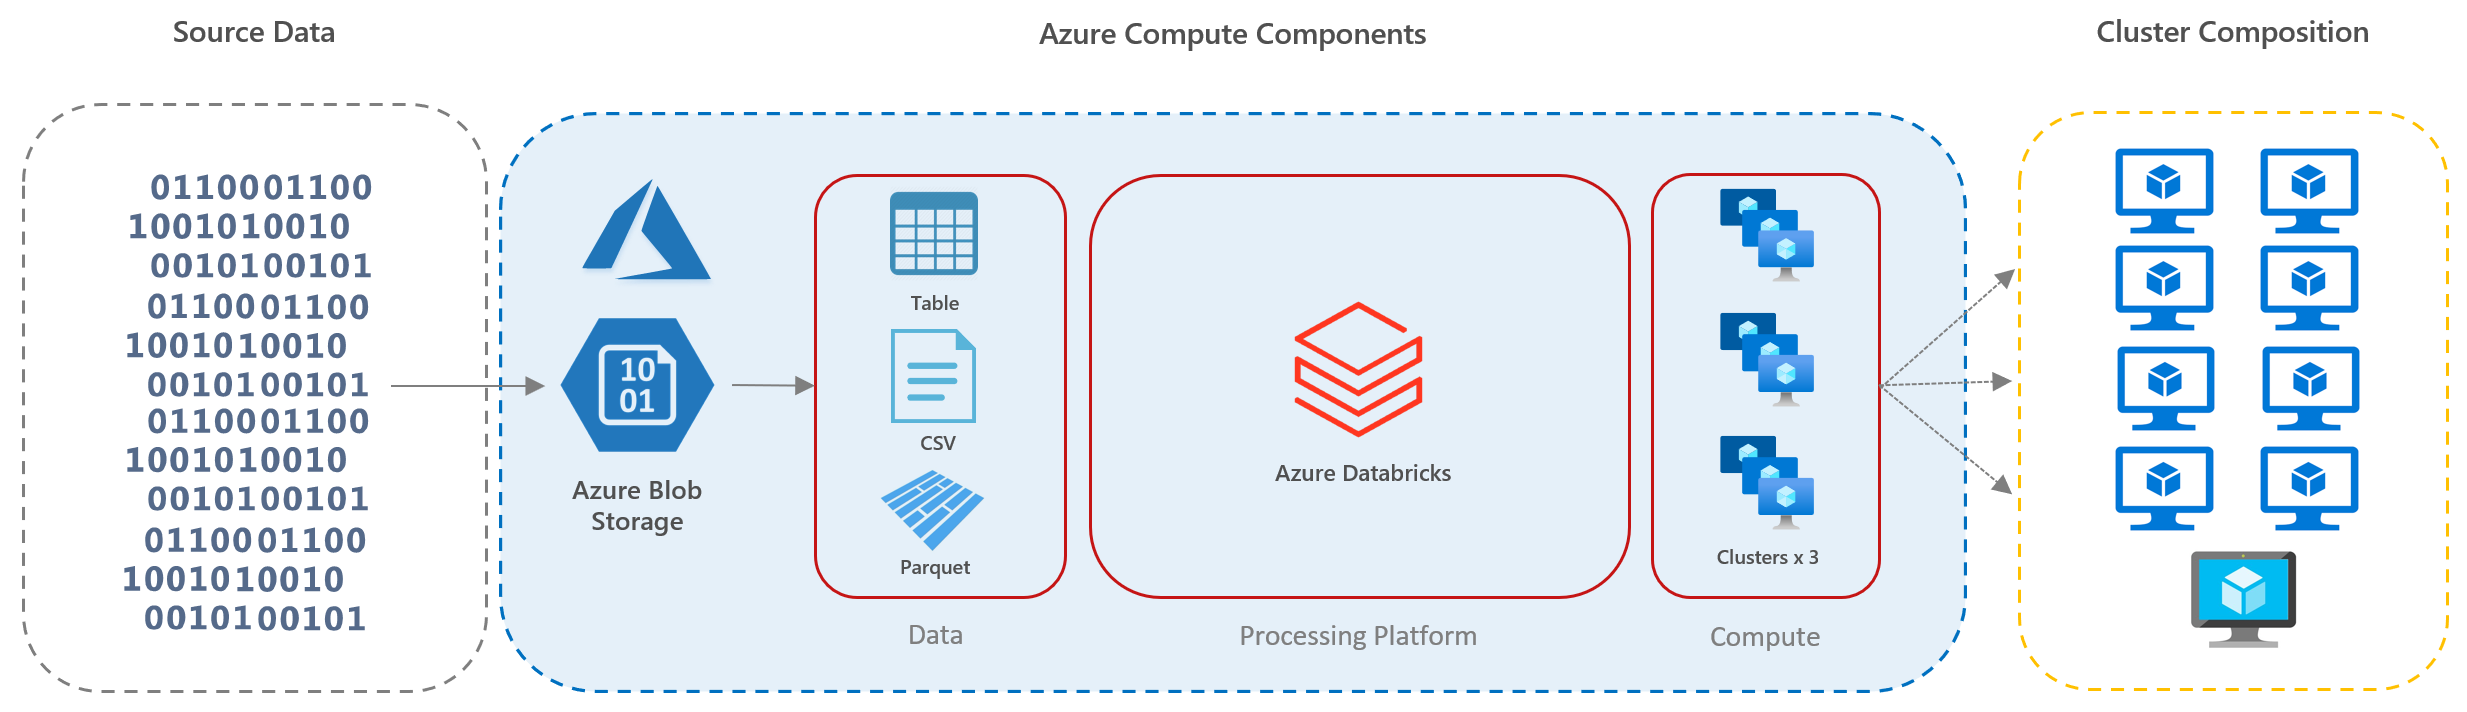 Source Data
Azure Compute Components
Cluster Composition
0110001100
1001010010
0010100101
0110001100
1001010010
0010100101
0110001100
1001010010
0010100101
0110001100
1001010010
0010100101
10
01
Azure Blob
Storage
Table
CSV
Parquet
Data
Azure Databricks
Processing Platform
Clusters x 3
Compute